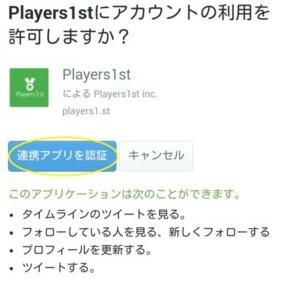 Players1stにアカウントの利用を
許可しますか？
Players1st
Players1st
による Players1st inc.
players1.st
連携アプリを認証
キャンセル
このアプリケーションは次のことができます。
• タイムラインのツイートを見る。
• フォローしている人を見る、新しくフォローする
• プロフィールを更新する。
• ツイートする。